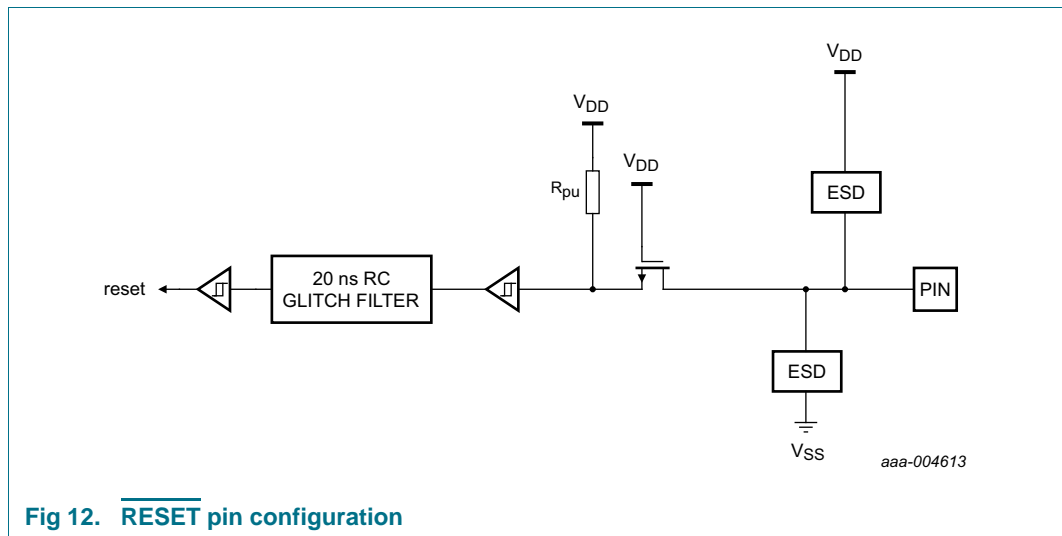 VDD
VDD
VDD
Rpu
ESD
reset
20 ns RC
GLITCH FILTER
PIN
ESD
VSS
aaa-004613
Fig 12. RESET pin configuration